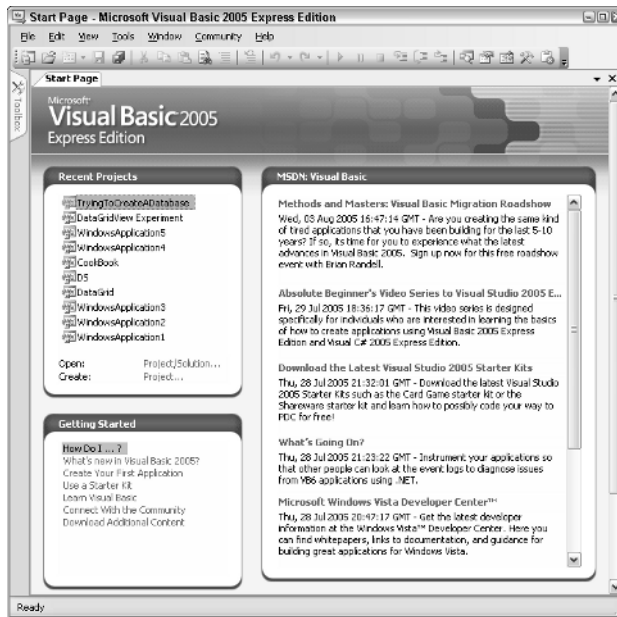 Start Page - Microsoft Visual Basic 2005 Express Edition
File Edit View Tools Window Community Help
Toolbox
Start Page
Microsoft
Visual Basic 2005
Express Edition
Recent Projects
TryingToCreateADatabase
DataGridView Experiment
WindowsApplication5
WindowsApplication4
CookBook
D5
DataGrid
WindowsApplication3
WindowsApplication2
WindowsApplication1
Open: Project/Solution...
Create: Project...
Getting Started
How Do I ... ?
What's new in Visual Basic 2005?
Create Your First Application
Use a Starter Kit
Learn Visual Basic
Connect With the Community
Download Additional Content
MSDN: Visual Basic
Methods and Masters: Visual Basic Migration Roadshow
Wed, 03 Aug 2005 16:47:14 GMT - Are you creating the same kind
of tired applications that you have been building for the last 5-10
years? If so, its time for you to experience what the latest
advances in Visual Basic 2005. Sign up now for this free roadshow
event with Brian Randell.
Absolute Beginner's Video Series to Visual Studio 2005 E...
Fri, 29 Jul 2005 18:36:17 GMT - This video series is designed
specifically for individuals who are interested in learning the basics
of how to create applications using Visual Basic 2005 Express
Edition and Visual C# 2005 Express Edition.
Download the Latest Visual Studio 2005 Starter Kits
Thu, 28 Jul 2005 21:32:01 GMT - Download the latest Visual Studio
2005 Starter Kits such as the Card Game starter kit or the
Shareware starter kit and learn how to possibly code your way to
PDC for free!
What's Going On?
Thu, 28 Jul 2005 21:23:22 GMT - Instrument your applications so
that other people can look at the event logs to diagnose issues
from VB6 applications using .NET.
Microsoft Windows Vista Developer Center™
Thu, 28 Jul 2005 20:47:17 GMT - Get the latest developer
information at the Windows Vista™ Developer Center. Here you
can find whitepapers, links to documentation, and guidance for
building great applications for Windows Vista.
Ready